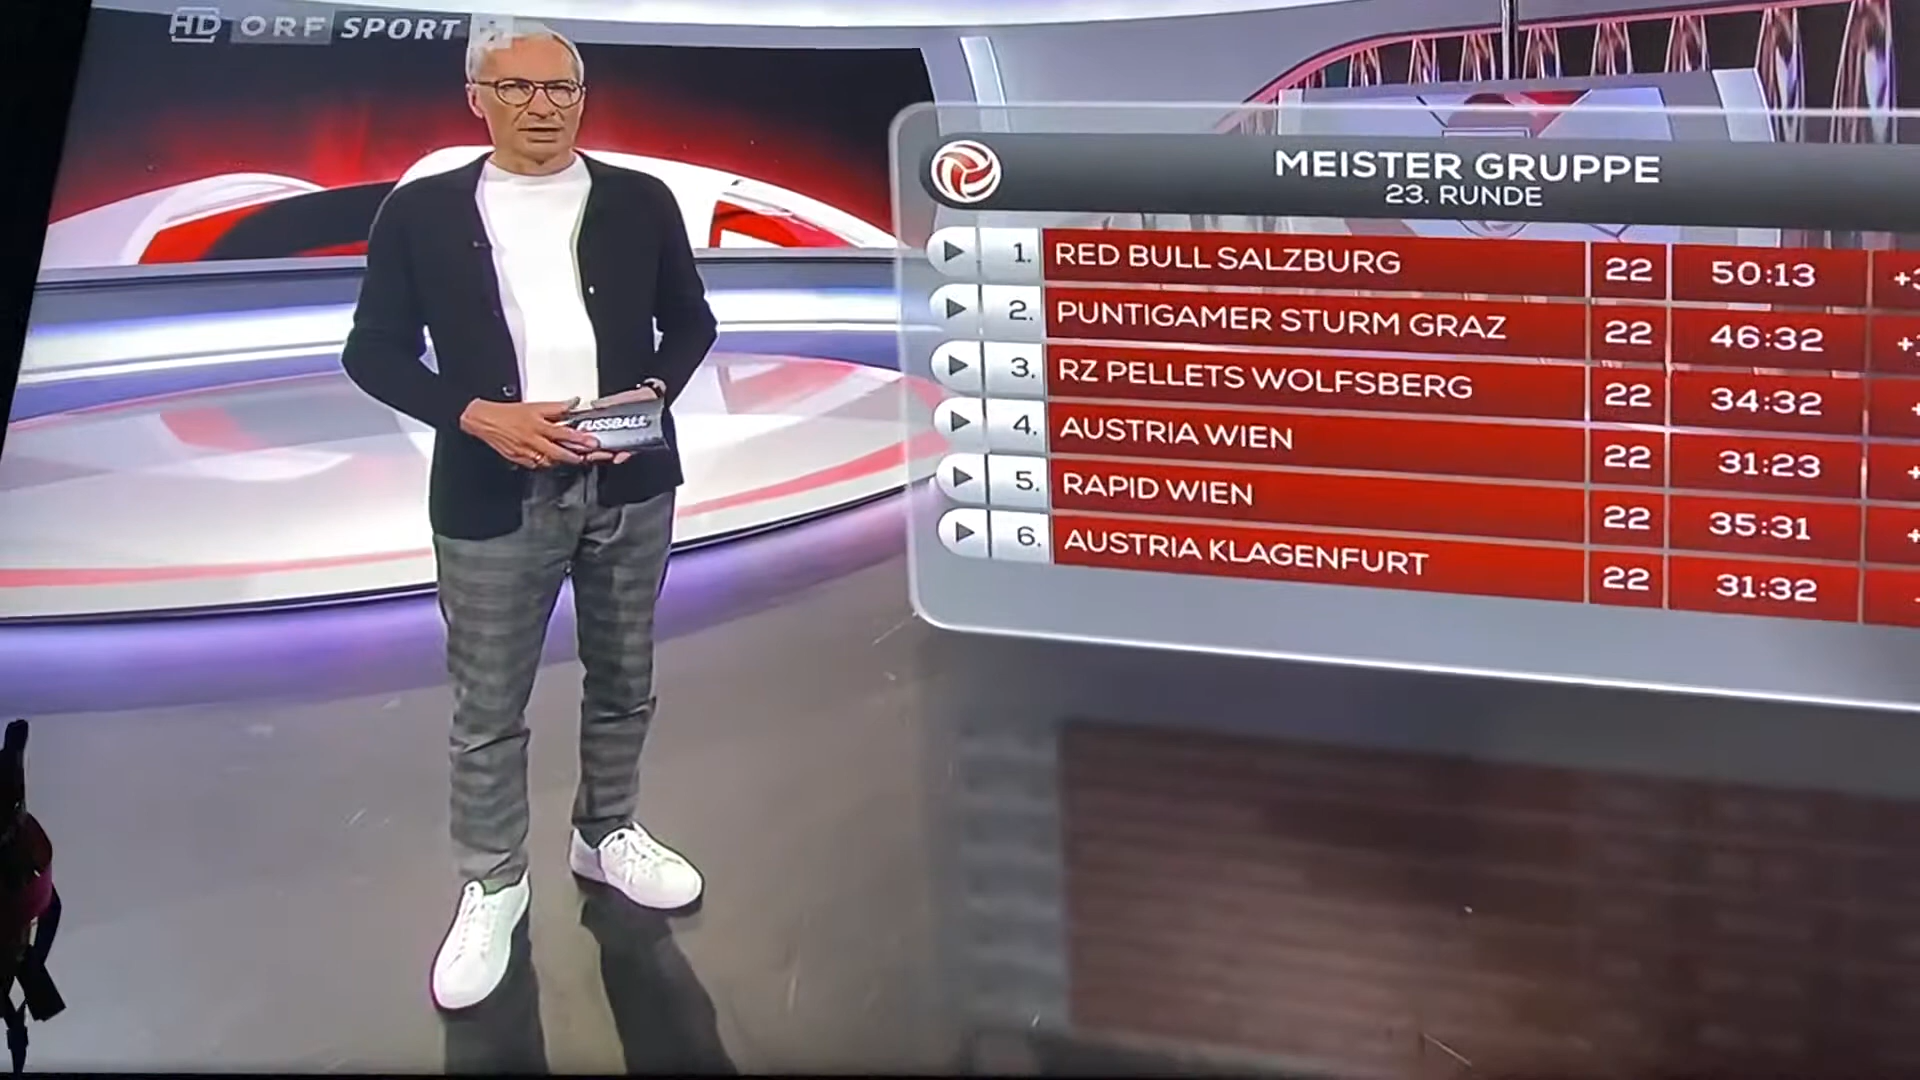 HD ORF SPORT
FUSSBALL
MEISTER GRUPPE
23. RUNDE
1. RED BULL SALZBURG 22 50:13
2. PUNTIGAMER STURM GRAZ 22 46:32
3. RZ PELLETS WOLFSBERG 22 34:32
4. AUSTRIA WIEN 22 31:23
5. RAPID WIEN 22 35:31
6. AUSTRIA KLAGENFURT 22 31:32